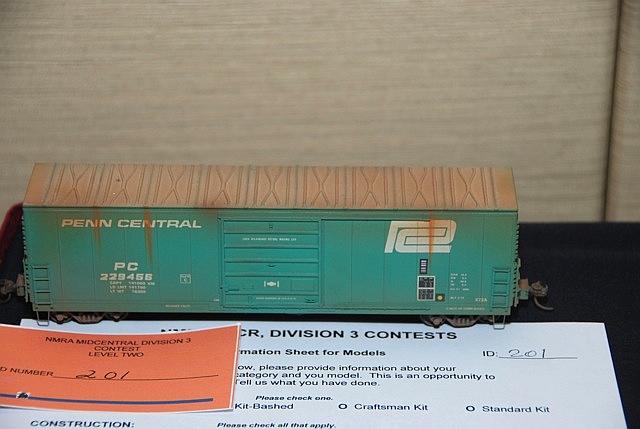 PENN CENTRAL
PC
229456
X72A
NMRA MIDCENTRAL DIVISION 3
CONTEST
LEVEL TWO
D NUMBER 201
CR, DIVISION 3 CONTESTS
rmation Sheet for Models
ID: 201
ow, please provide information about your
category and you model. This is an opportunity to
Tell us what you have done.
Please check one.
Kit-Bashed O Craftsman Kit O Standard Kit
CONSTRUCTION: Please check all that apply.